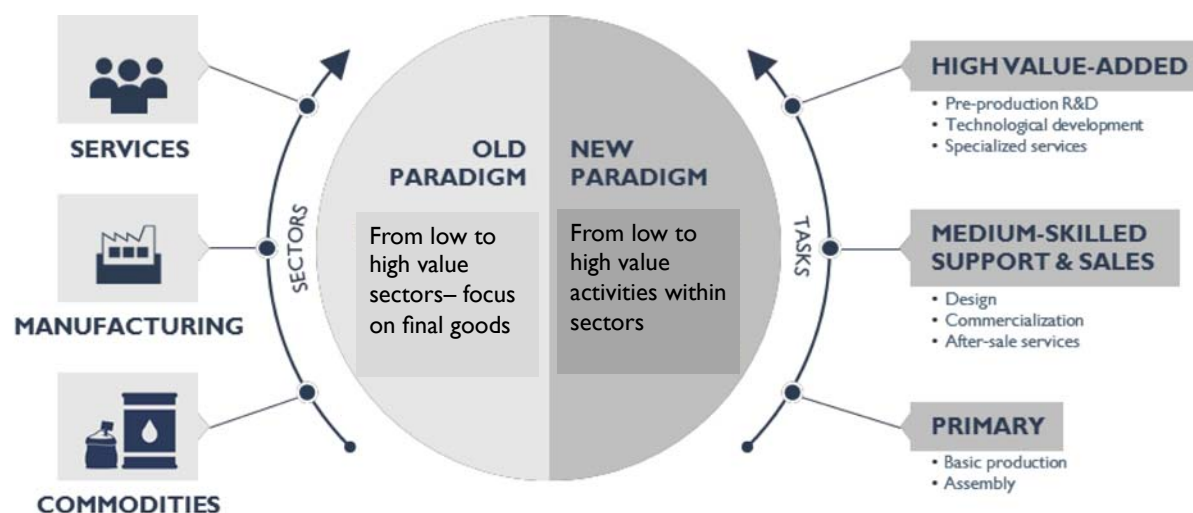 SERVICES
MANUFACTURING
COMMODITIES
SECTORS
OLD
PARADIGM
From low to
high value
sectors– focus
on final goods
NEW
PARADIGM
From low to
high value
activities within
sectors
TASKS
HIGH VALUE-ADDED
• Pre-production R&D
• Technological development
• Specialized services
MEDIUM-SKILLED
SUPPORT & SALES
• Design
• Commercialization
• After-sale services
PRIMARY
• Basic production
• Assembly